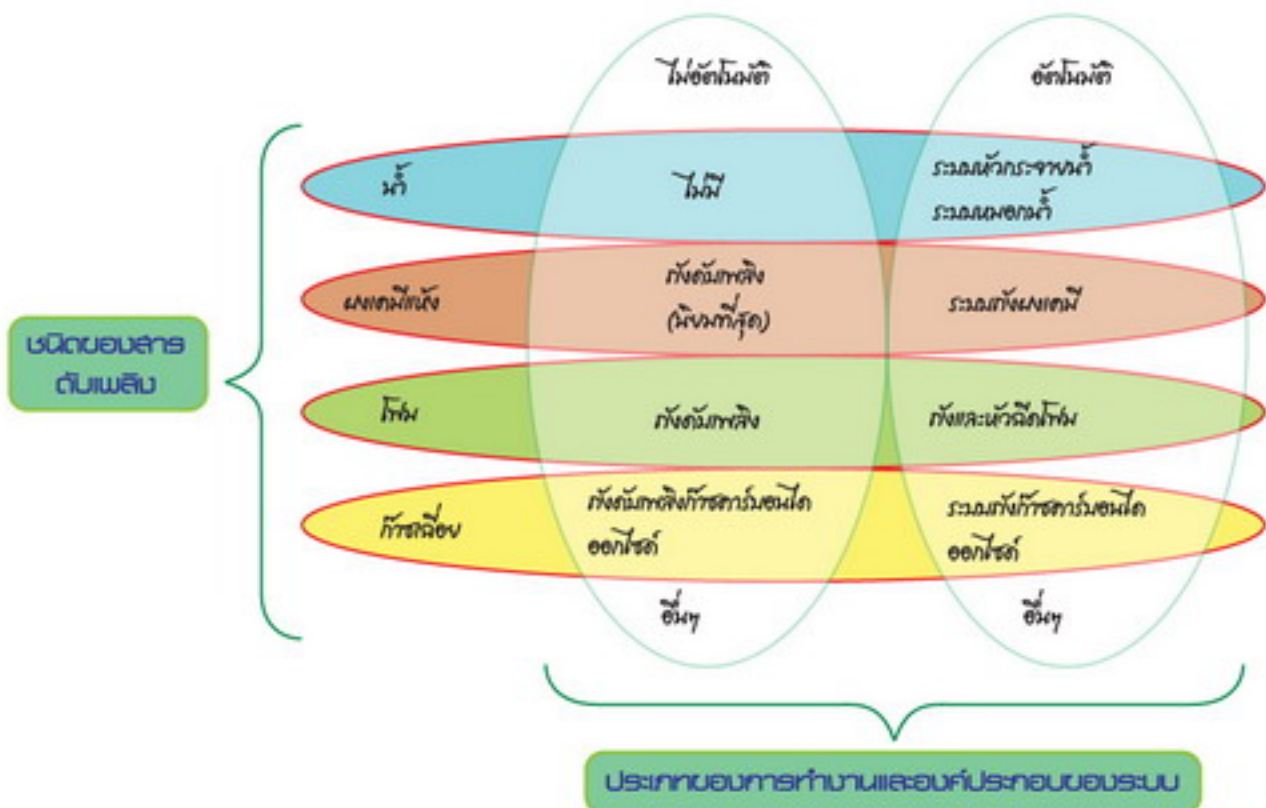 ไม่อัตโนมัติ
อัตโนมัติ
น้ำ
ไม่มี
ระบบหัวกระจายน้ำ
ระบบหมอกน้ำ
ผงเคมีแห้ง
ถังดับเพลิง
(นิยมที่สุด)
ระบบถังผงเคมี
ชนิดของสาร
ดับเพลิง
โฟม
ถังดับเพลิง
ถังและหัวฉีดโฟม
ก๊าซเฉื่อย
ถังดับเพลิงก๊าซคาร์บอนได
ออกไซด์
ระบบถังก๊าซคาร์บอนได
ออกไซด์
อื่นๆ
อื่นๆ
ประเภทของการทำงานและองค์ประกอบของระบบ